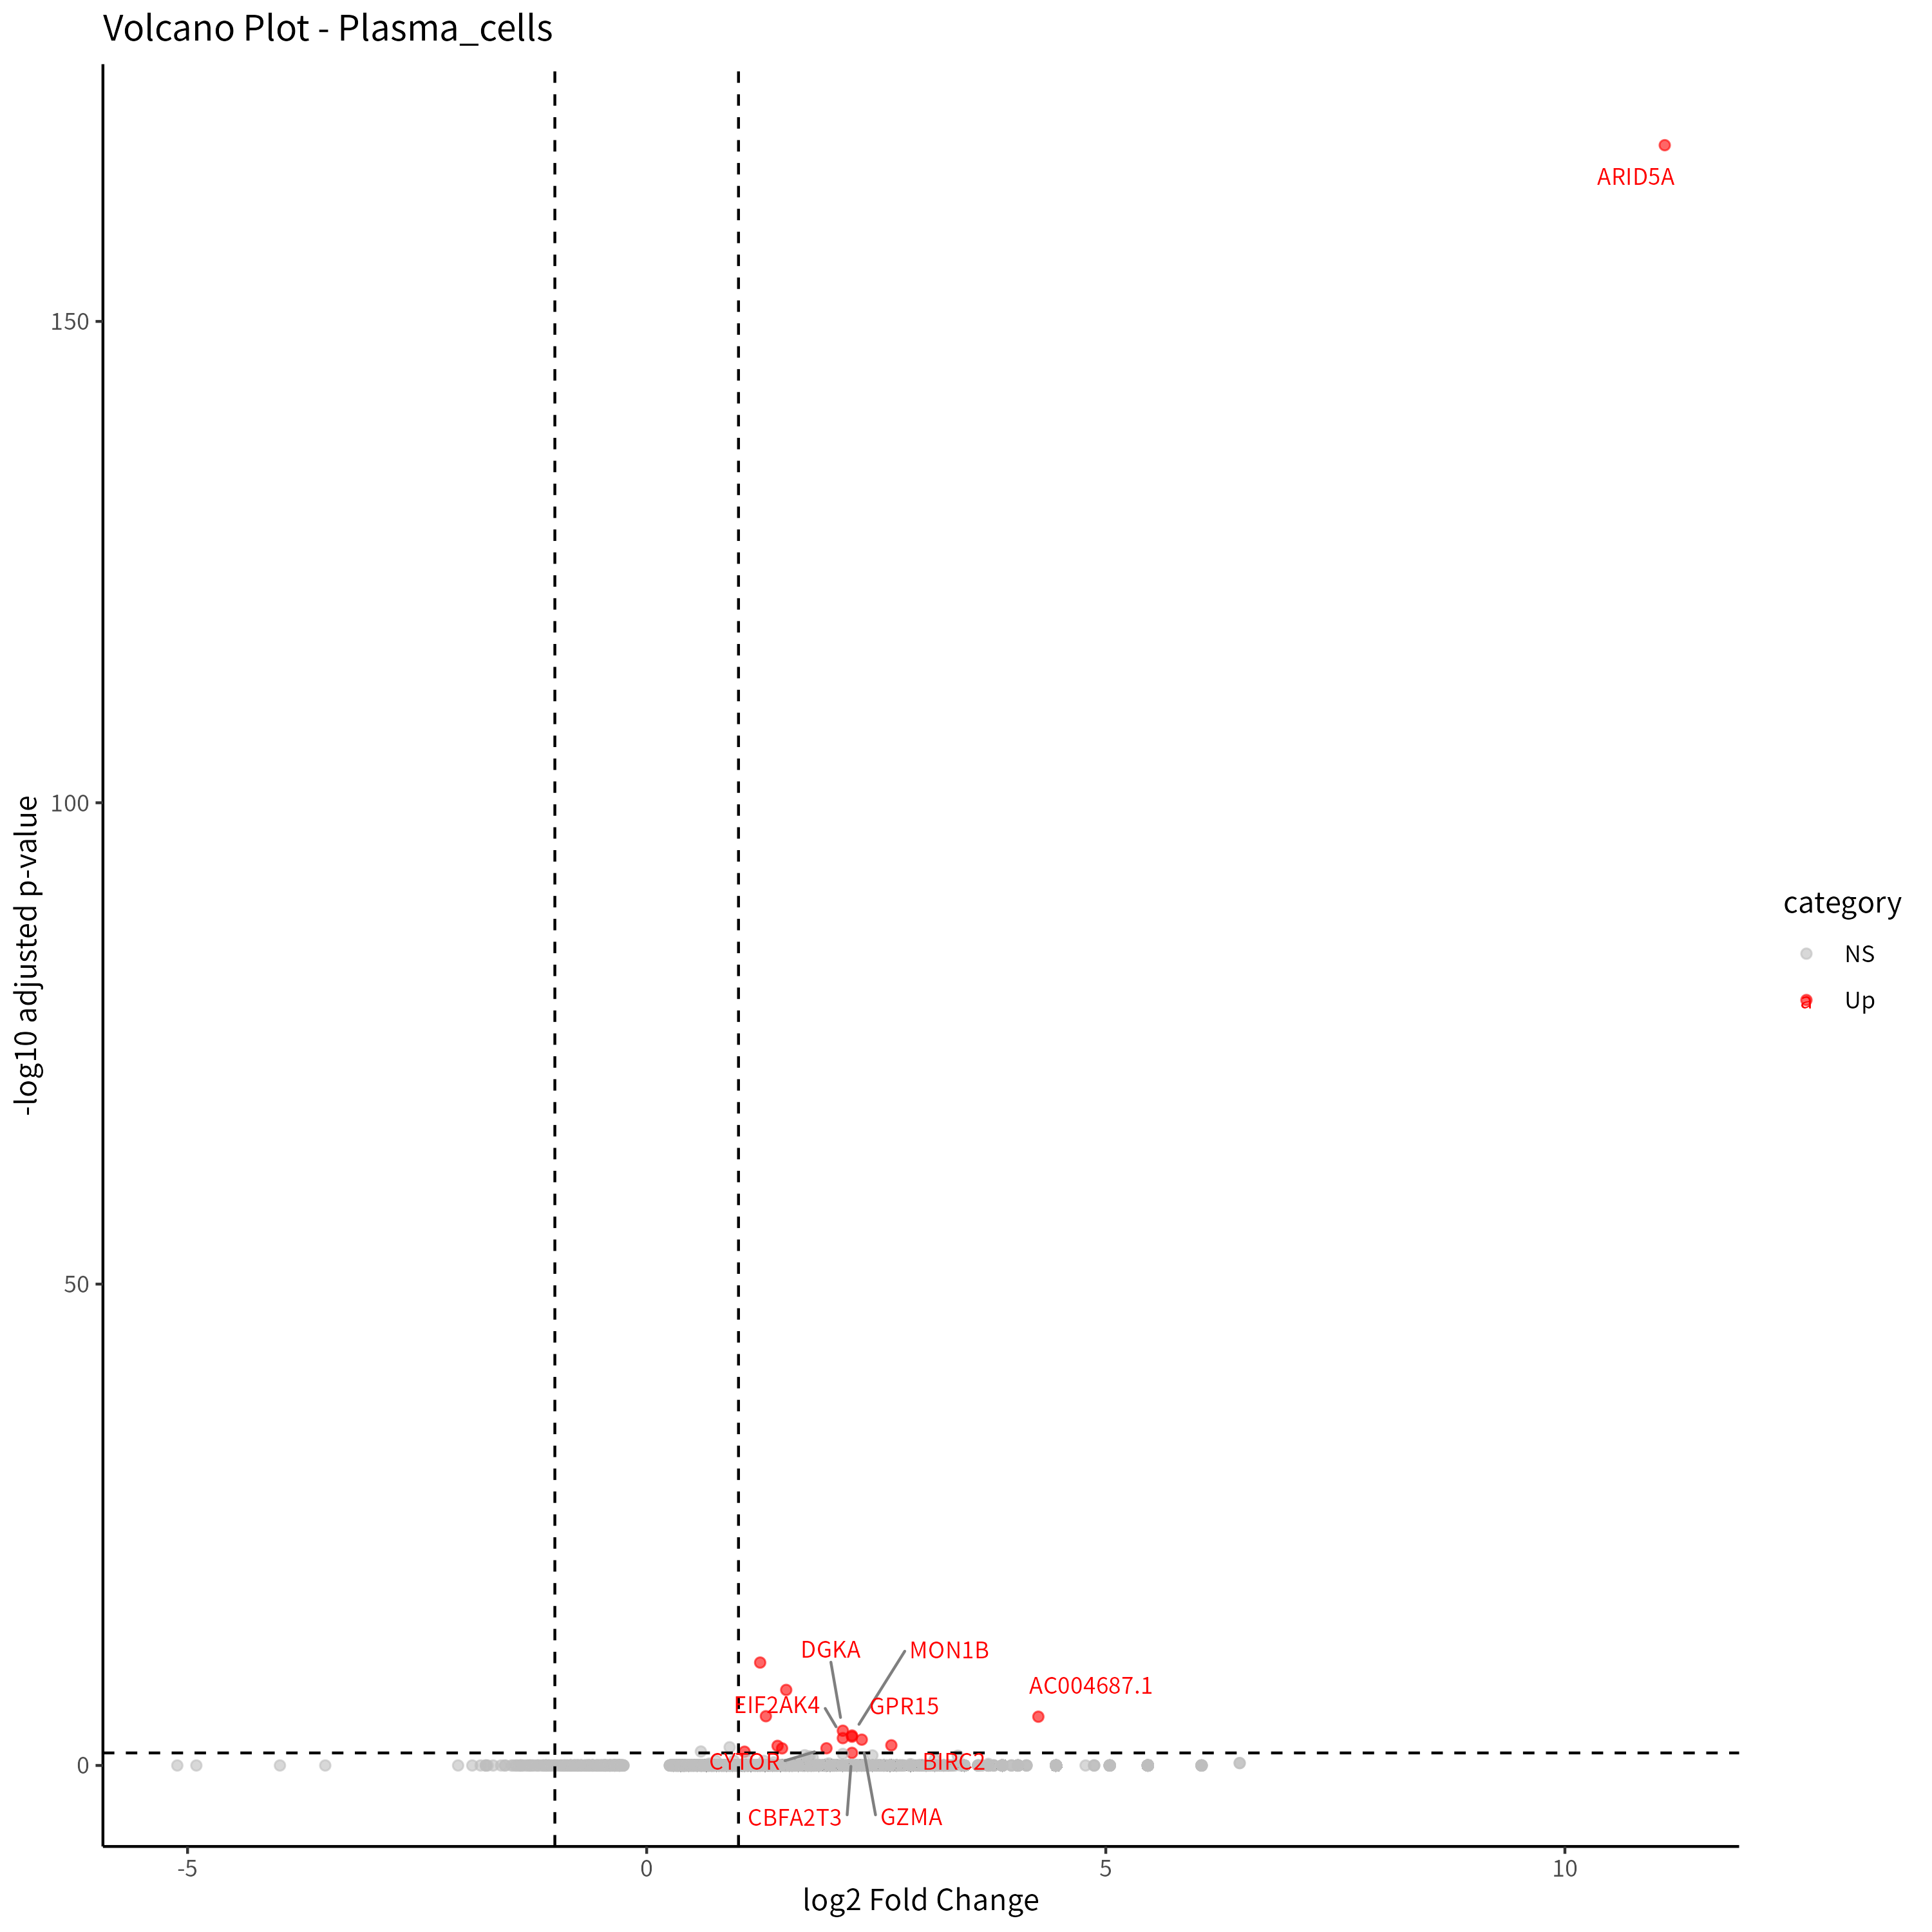 Volcano Plot - Plasma_cells
-log10 adjusted p-value
150
100
50
0
ARID5A
DGKA
MON1B
AC004687.1
EIF2AK4
GPR15
CYTOR
BIRC2
CBFA2T3
GZMA
-5
0
5
10
log2 Fold Change
category
NS
a Up